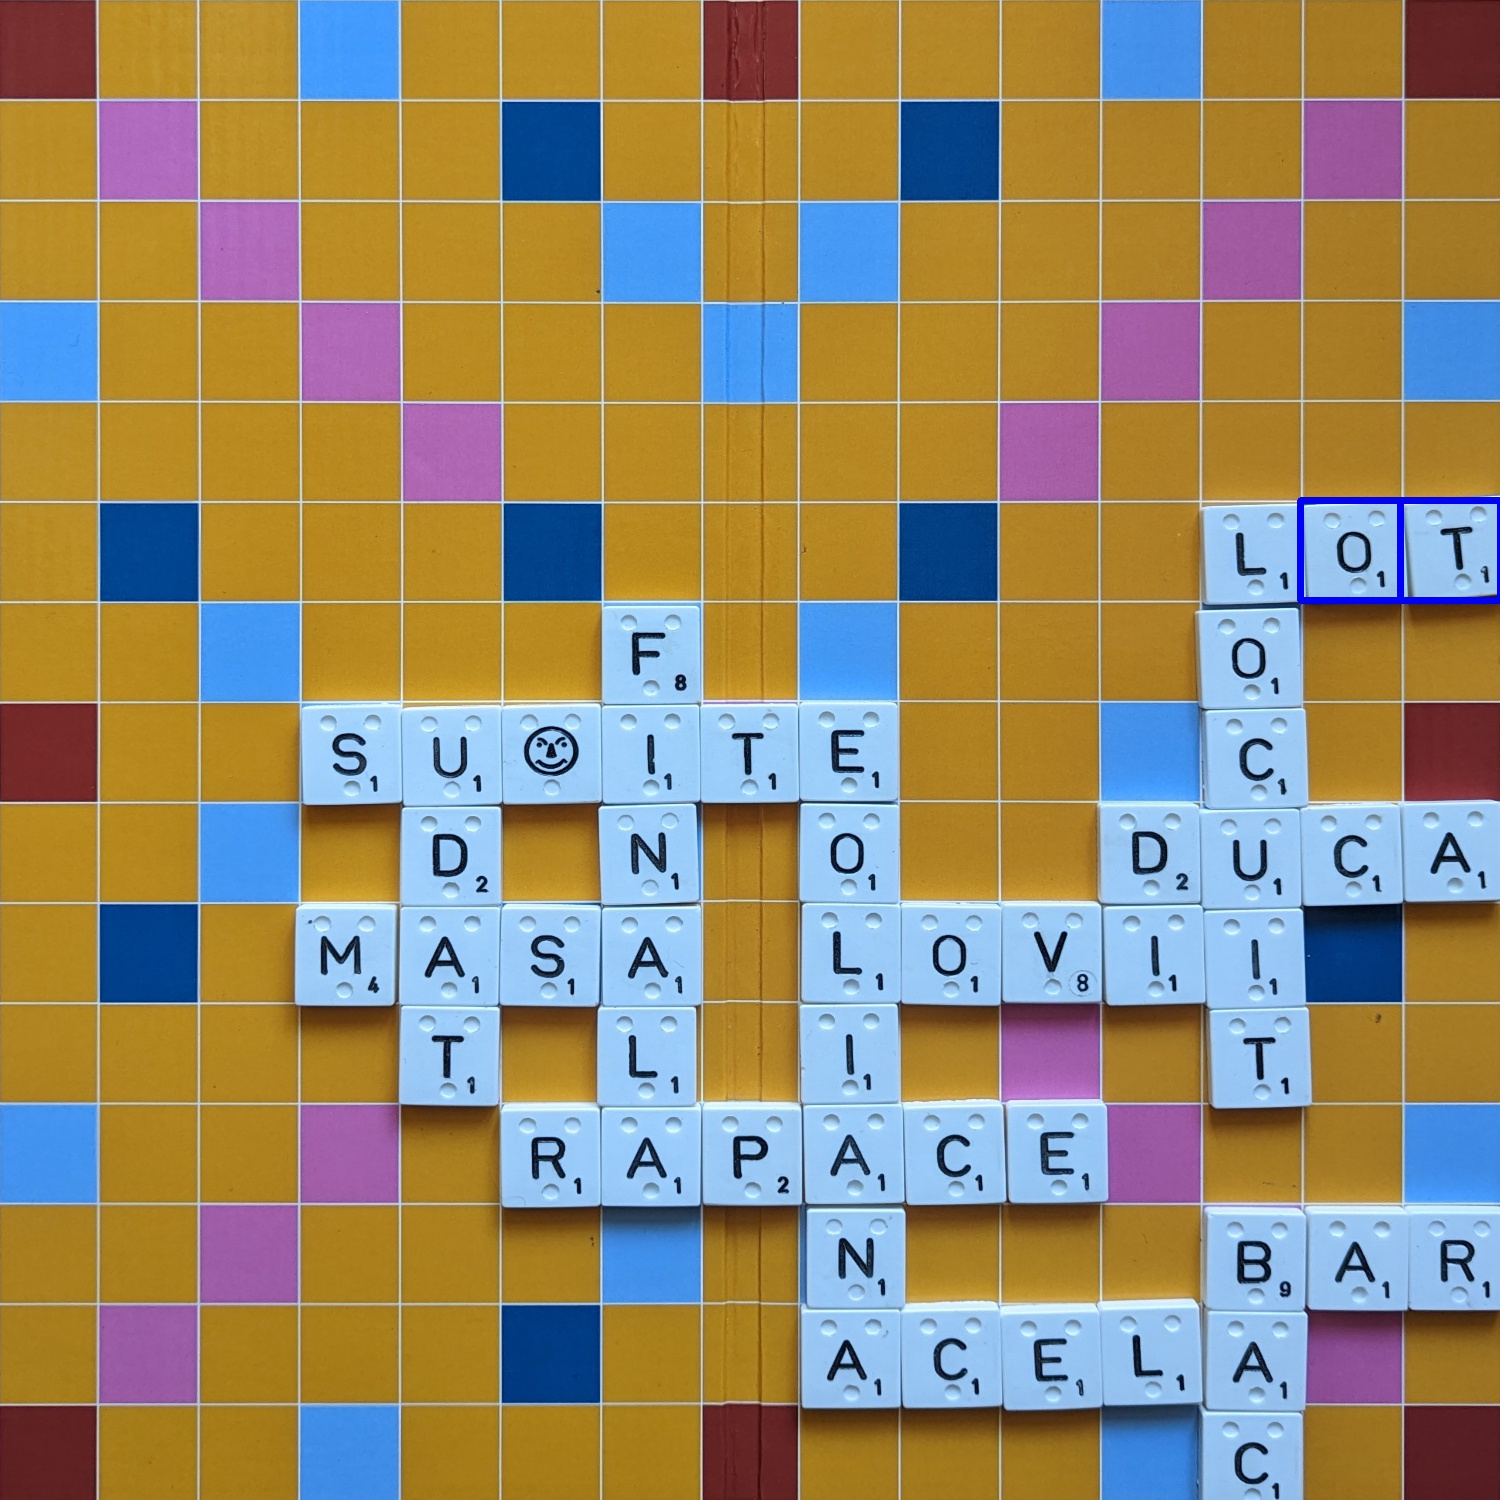 LOT
F
O
SU ITE
C
D N O DUCA
MASA LOVII
T L I T
RAPACE
N BAR
ACELA
C